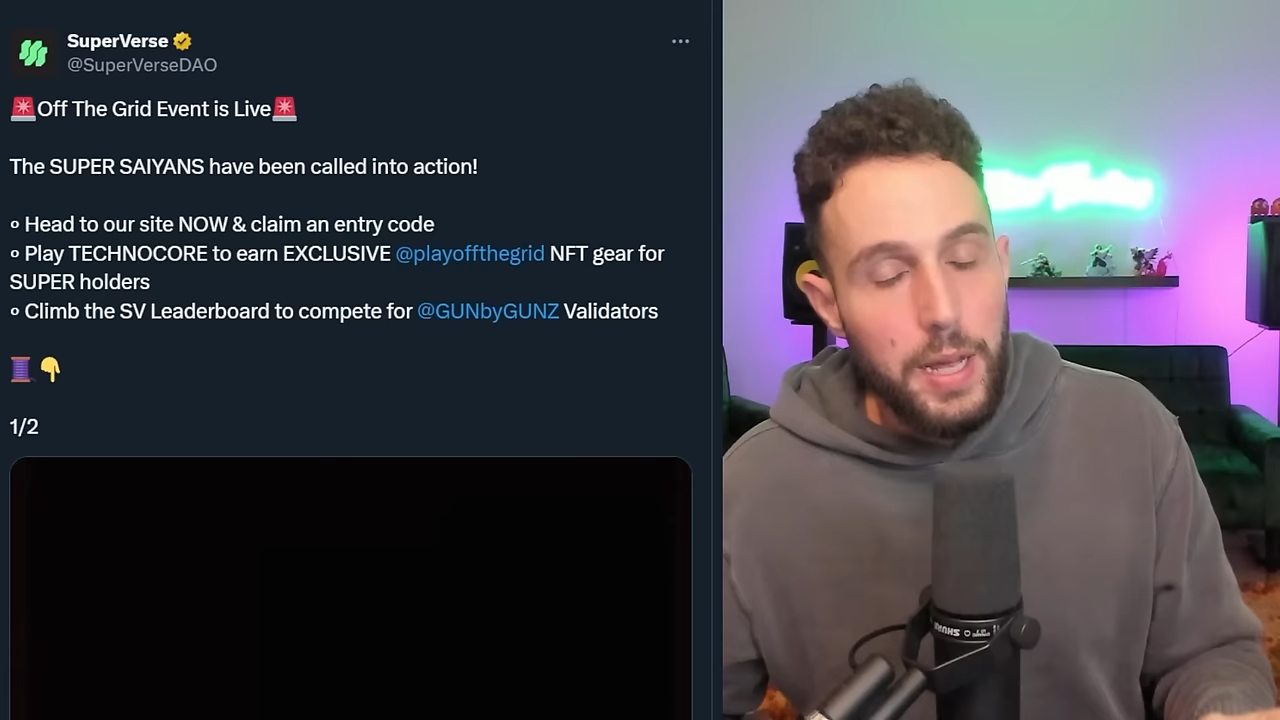 SuperVerse
@SuperVerseDAO
🚨Off The Grid Event is Live🚨
The SUPER SAIYANS have been called into action!
∘ Head to our site NOW & claim an entry code
∘ Play TECHNOCORE to earn EXCLUSIVE @playoffthegrid NFT gear for
SUPER holders
∘ Climb the SV Leaderboard to compete for @GUNbyGUNZ Validators
🧵👇
1/2
SHURE